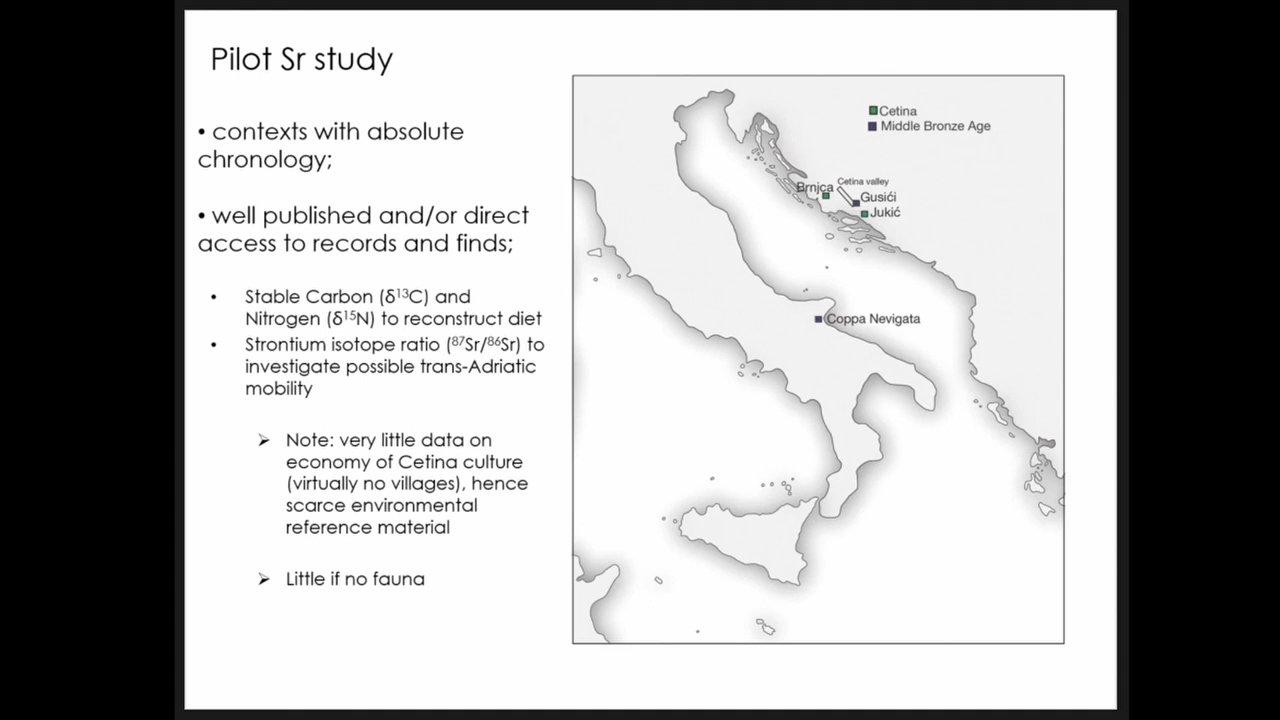 Pilot Sr study
• contexts with absolute
chronology;
• well published and/or direct
access to records and finds;
• Stable Carbon (δ¹³C) and
Nitrogen (δ¹⁵N) to reconstruct diet
• Strontium isotope ratio (⁸⁷Sr/⁸⁶Sr) to
investigate possible trans-Adriatic
mobility
➢ Note: very little data on
economy of Cetina culture
(virtually no villages), hence
scarce environmental
reference material
➢ Little if no fauna
Cetina
Middle Bronze Age
Cetina valley
Brnjca
Gusići
Jukić
Coppa Nevigata